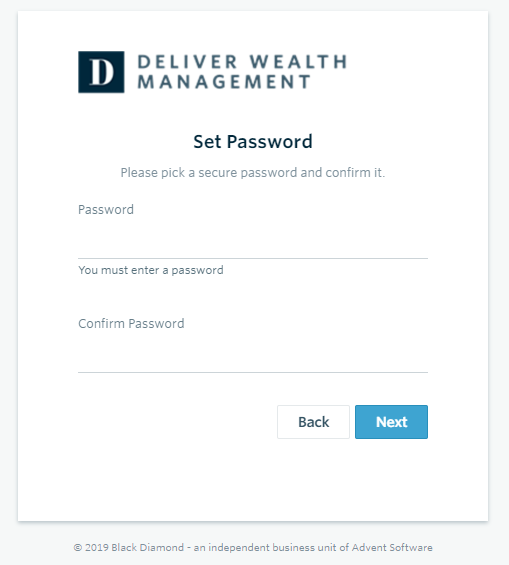 D
DELIVER WEALTH
MANAGEMENT
Set Password
Please pick a secure password and confirm it.
Password
You must enter a password
Confirm Password
Back
Next
© 2019 Black Diamond - an independent business unit of Advent Software